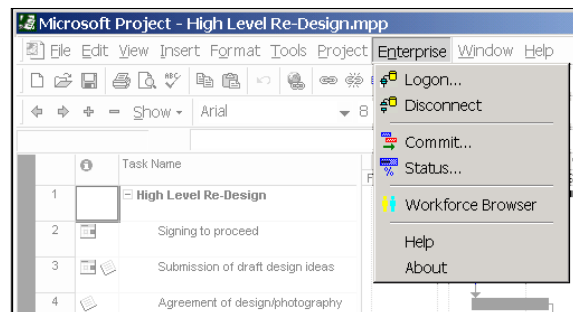 Microsoft Project - High Level Re-Design.mpp
File Edit View Insert Format Tools Project Enterprise Window Help
ABC
Show Arial 8
Logon...
Disconnect
Commit...
Status...
Workforce Browser
Help
About
Task Name
1 High Level Re-Design
2 Signing to proceed
3 Submission of draft design ideas
4 Agreement of design/photography